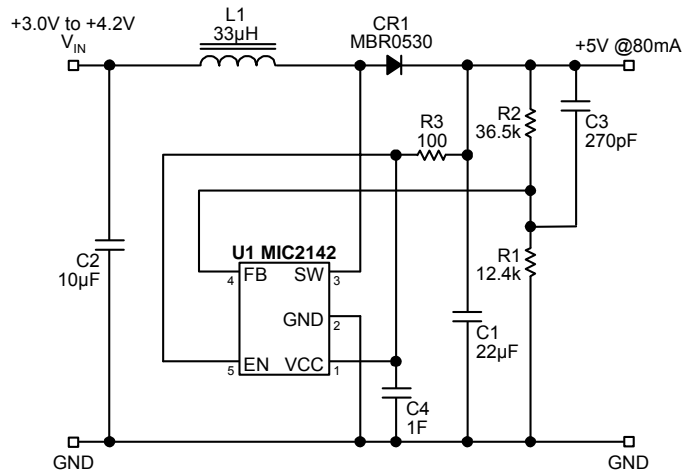 +3.0V to +4.2V
VIN
L1
33µH
CR1
MBR0530
+5V @80mA
R3
100
R2
36.5k
C3
270pF
C2
10µF
U1 MIC2142
4 FB SW 3
GND 2
5 EN VCC 1
R1
12.4k
C1
22µF
C4
1F
GND
GND